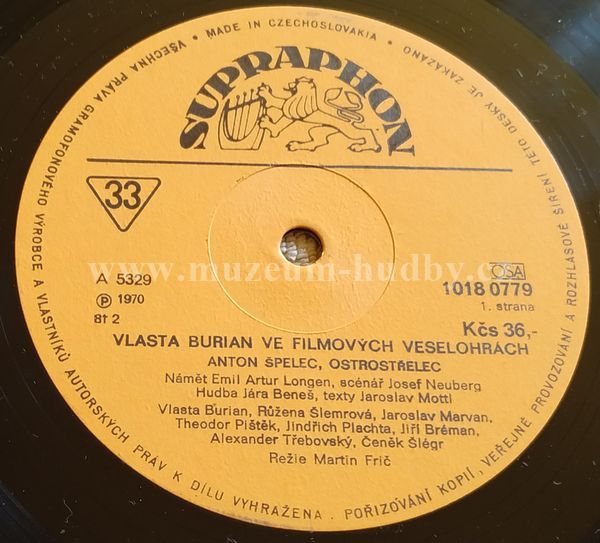 VŠECHNA PRÁVA GRAMOFONOVÉHO VÝROBCE A VLASTNÍKŮ AUTORSKÝCH PRÁV K DÍLU VYHRAŽENA. POŘIZOVÁNÍ KOPIÍ, VEŘEJNÉ PROVOZOVÁNÍ A ROZHLASOVÉ ŠÍŘENÍ TÉTO DESKY JE ZAKÁZÁNO • MADE IN CZECHOSLOVAKIA •
SUPRAPHON
33
www.muzeum-hudby.c
A 5329
OSA
1018 0779
Ⓟ 1970
1. strana
8t 2
Kčs 36,-
VLASTA BURIAN VE FILMOVÝCH VESELOHRÁCH
ANTON ŠPELEC, OSTROSTŘELEC
Námět Emil Artur Longen, scénář Josef Neuberg
Hudba Jára Beneš, texty Jaroslav Mottl
Vlasta Burian, Růžena Šlemrová, Jaroslav Marvan,
Theodor Pištěk, Jindřich Plachta, Jiří Bréman,
Alexander Třebovský, Čeněk Šlégr
Režie Martin Frič